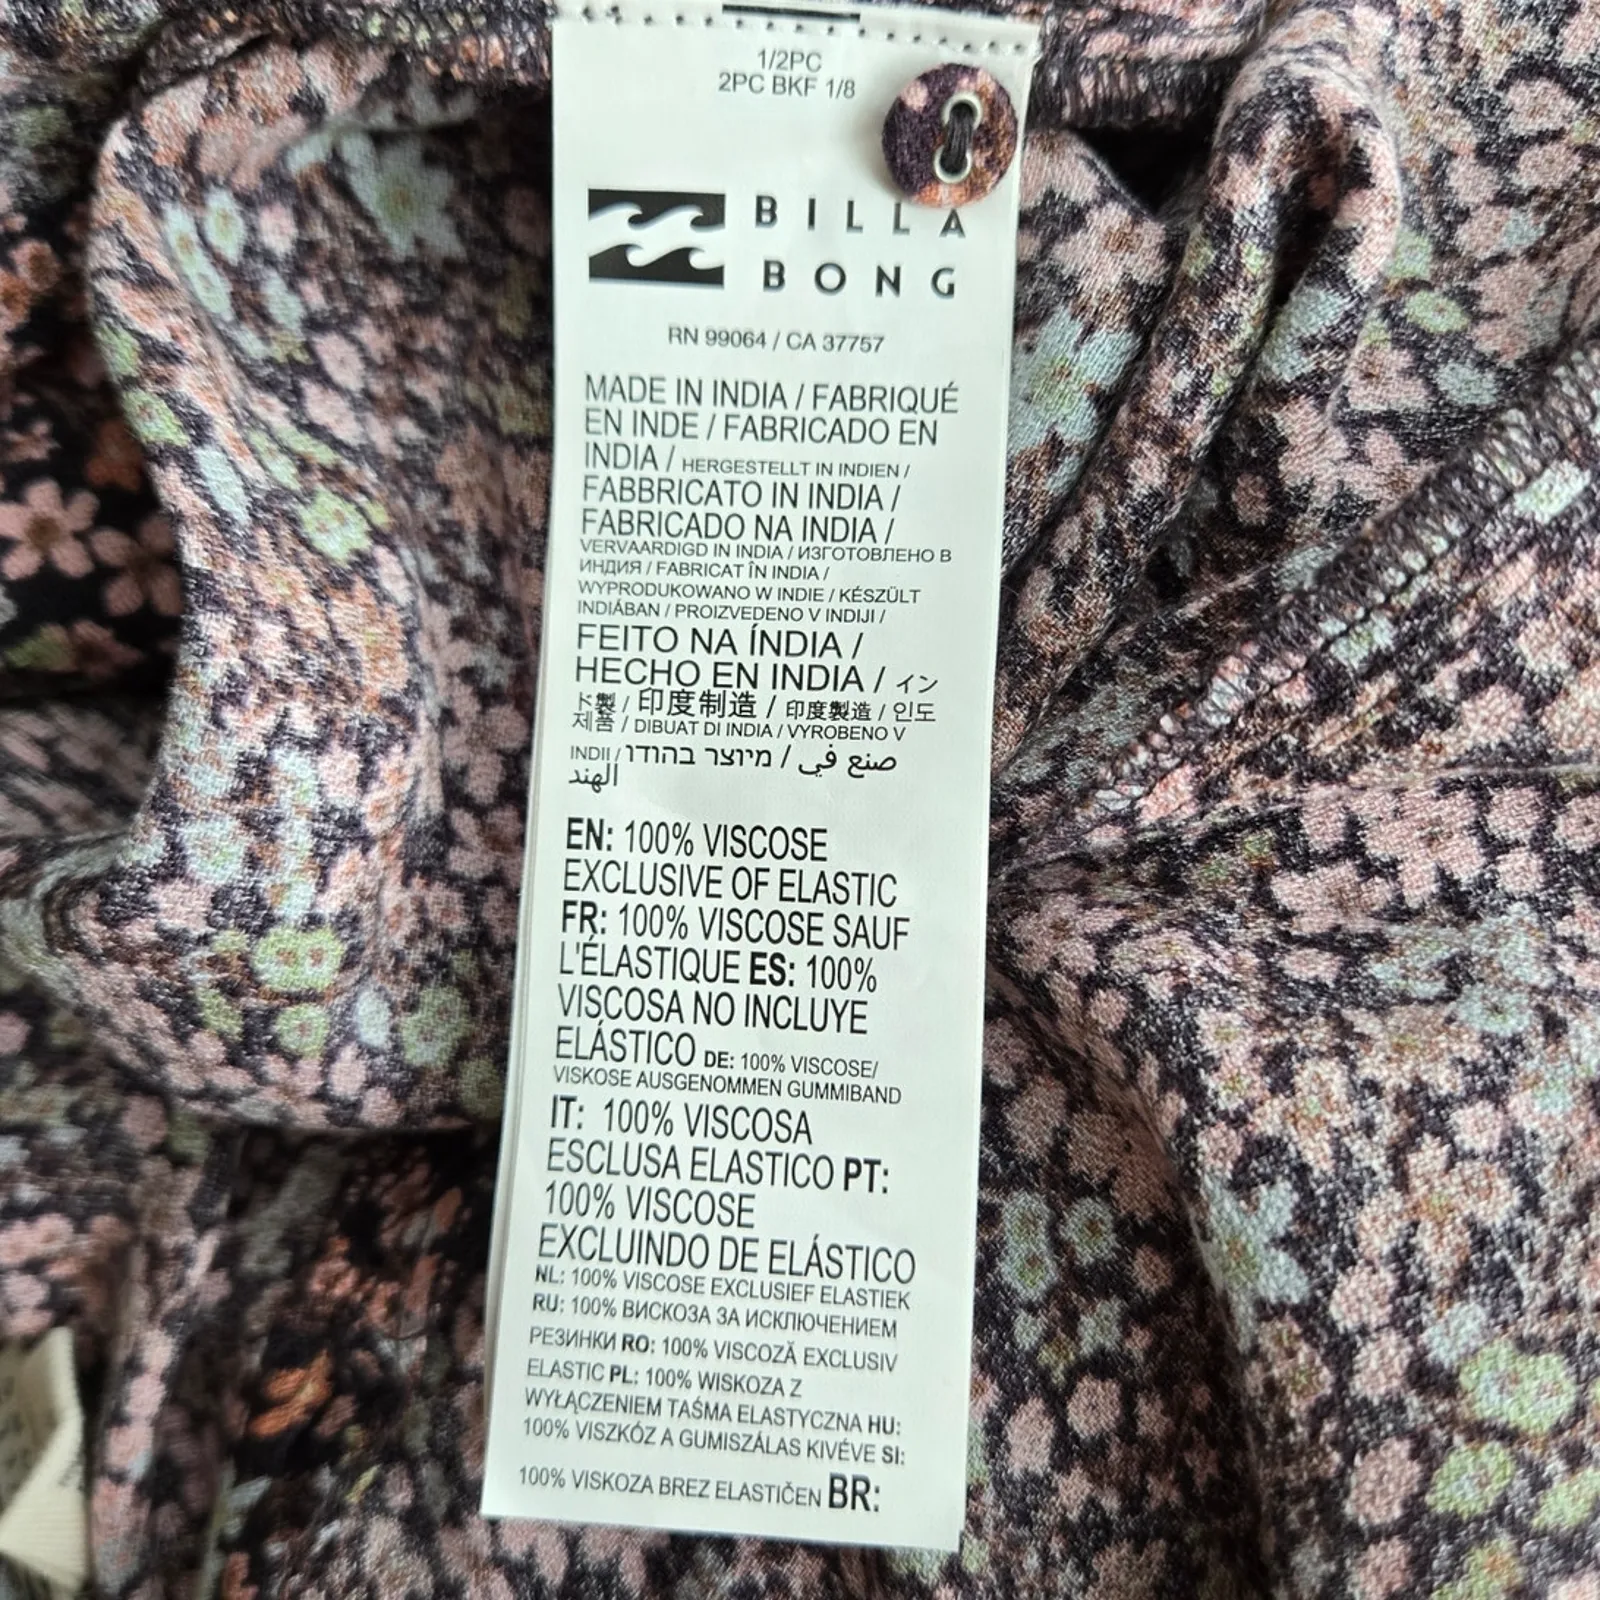 1/2PC
2PC BKF 1/8
BILLA
BONG
RN 99064 / CA 37757
MADE IN INDIA / FABRIQUÉ
EN INDE / FABRICADO EN
INDIA / HERGESTELLT IN INDIEN /
FABBRICATO IN INDIA /
FABRICADO NA INDIA /
VERVAARDIGD IN INDIA / ИЗГОТОВЛЕНО В
ИНДИЯ / FABRICAT ÎN INDIA /
WYPRODUKOWANO W INDIE / KÉSZÜLT
INDIÁBAN / PROIZVEDENO V INDIJI /
FEITO NA ÍNDIA /
HECHO EN INDIA / イン
ド製 / 印度制造 / 印度製造 / 인도
제품 / DIBUAT DI INDIA / VYROBENO V
INDII / מיוצר בהודו / صنع في
الهند
EN: 100% VISCOSE
EXCLUSIVE OF ELASTIC
FR: 100% VISCOSE SAUF
L'ÉLASTIQUE ES: 100%
VISCOSA NO INCLUYE
ELÁSTICO DE: 100% VISCOSE/
VISKOSE AUSGENOMMEN GUMMIBAND
IT: 100% VISCOSA
ESCLUSA ELASTICO PT:
100% VISCOSE
EXCLUINDO DE ELÁSTICO
NL: 100% VISCOSE EXCLUSIEF ELASTIEK
RU: 100% ВИСКОЗА ЗА ИСКЛЮЧЕНИЕМ
РЕЗИНКИ RO: 100% VISCOZĂ EXCLUSIV
ELASTIC PL: 100% WISKOZA Z
WYŁĄCZENIEM TAŚMA ELASTYCZNA HU:
100% VISZKÓZ A GUMISZÁLAS KIVÉVE SI:
100% VISKOZA BREZ ELASTIČEN BR: